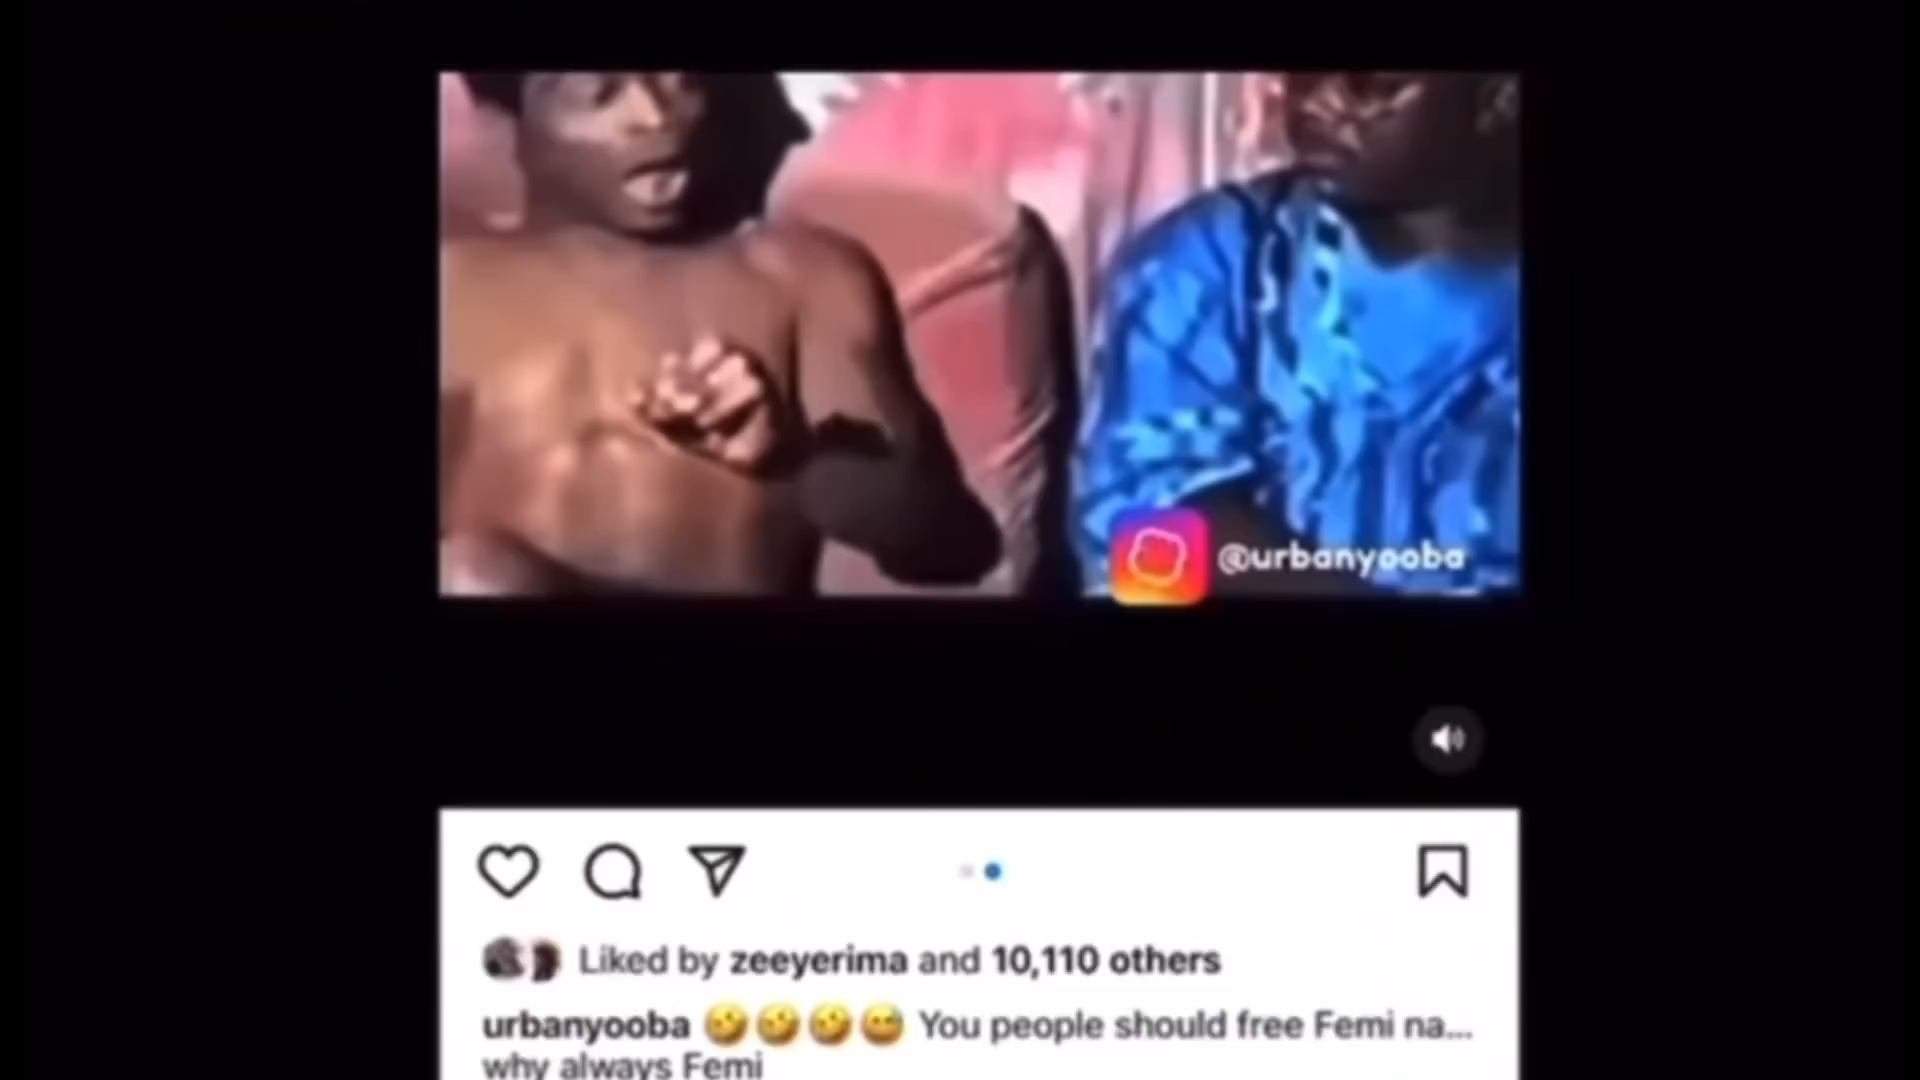 @urbanyooba
Liked by zeeyerima and 10,110 others
urbanyooba 🤣🤣🤣😅 You people should free Femi na...
why always Femi